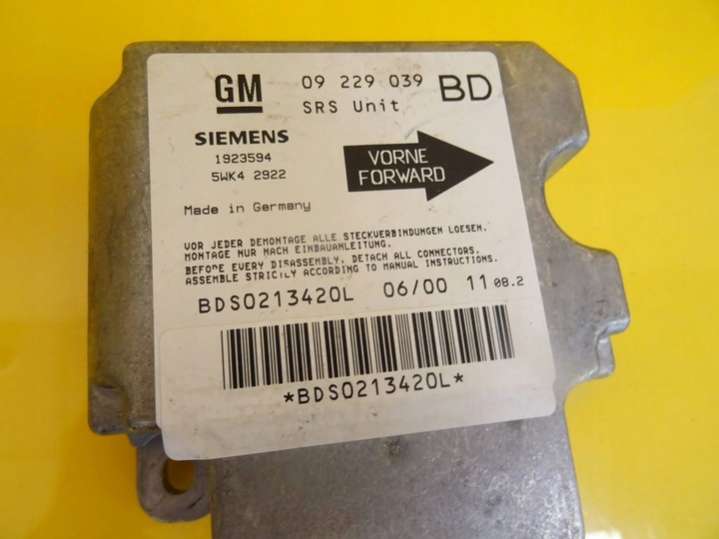 GM 09 229 039 BD
SRS Unit
SIEMENS
1923594
5WK4 2922
VORNE
FORWARD
Made in Germany
VOR JEDER DEMONTAGE ALLE STECKVERBINDUNGEN LOESEN.
MONTAGE NUR NACH EINBAUANLEITUNG.
BEFORE EVERY DISASSEMBLY, DETACH ALL CONNECTORS.
ASSEMBLE STRICTLY ACCORDING TO MANUAL INSTRUCTIONS.
BDS0213420L 06/00 11 08.2
*BDS0213420L*